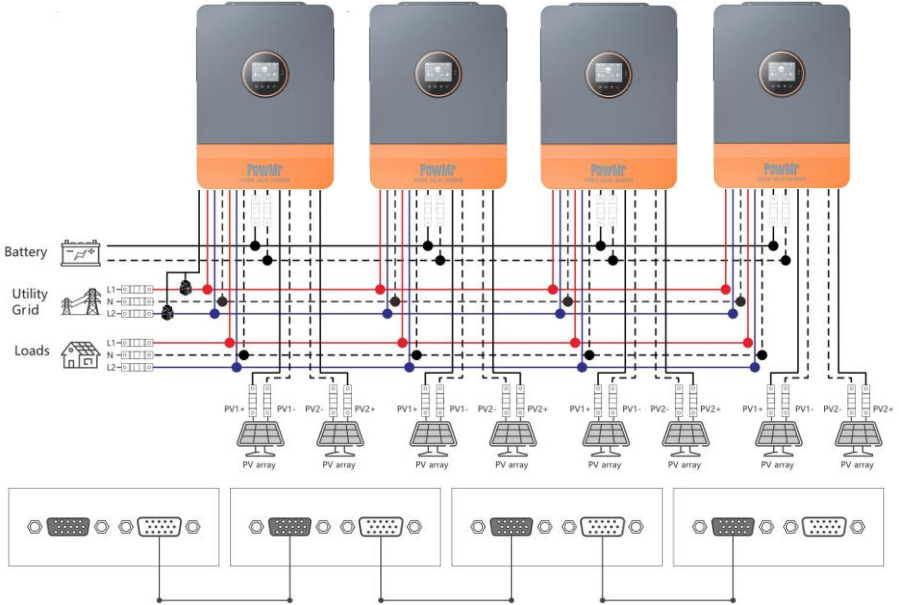 PowMr PowMr PowMr PowMr
Battery
Utility
Grid
L1
N
L2
Loads
L1
N
L2
PV1+ PV1- PV2- PV2+ PV1+ PV1- PV2- PV2+ PV1+ PV1- PV2- PV2+ PV1+ PV1- PV2- PV2+
PV array PV array PV array PV array PV array PV array PV array PV array